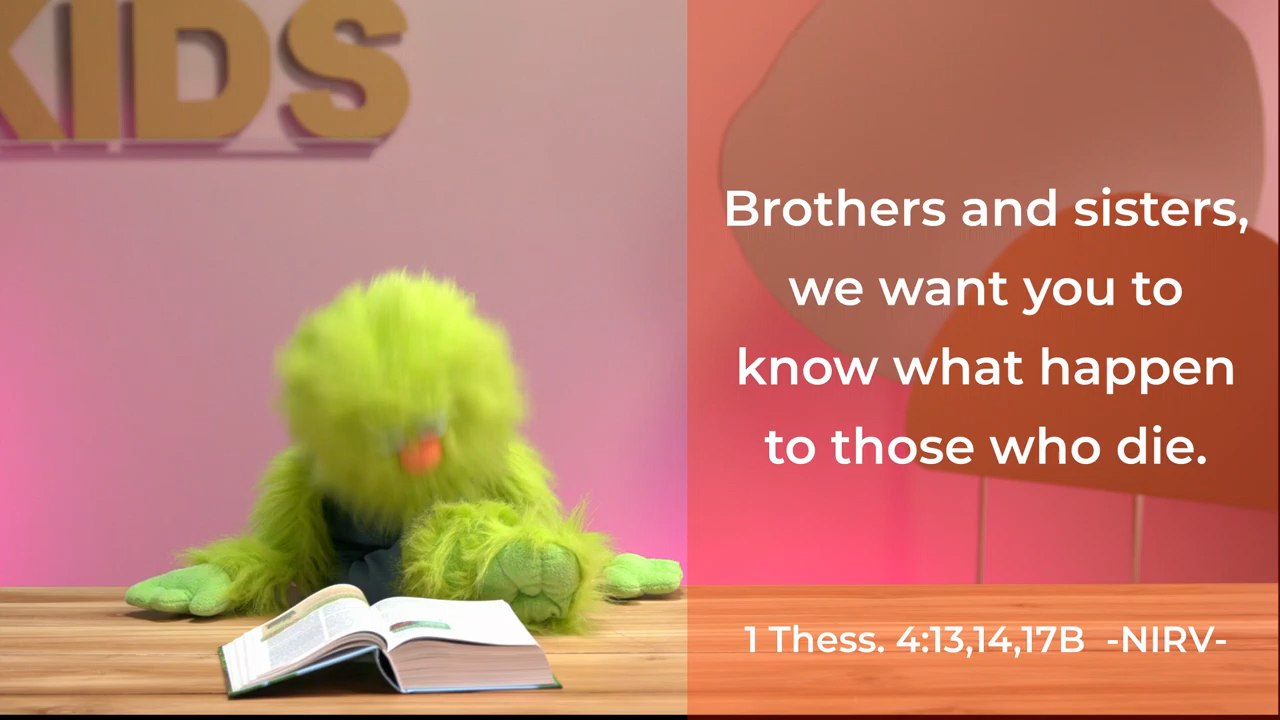 KIDS
Brothers and sisters,
we want you to
know what happen
to those who die.
1 Thess. 4:13,14,17B -NIRV-